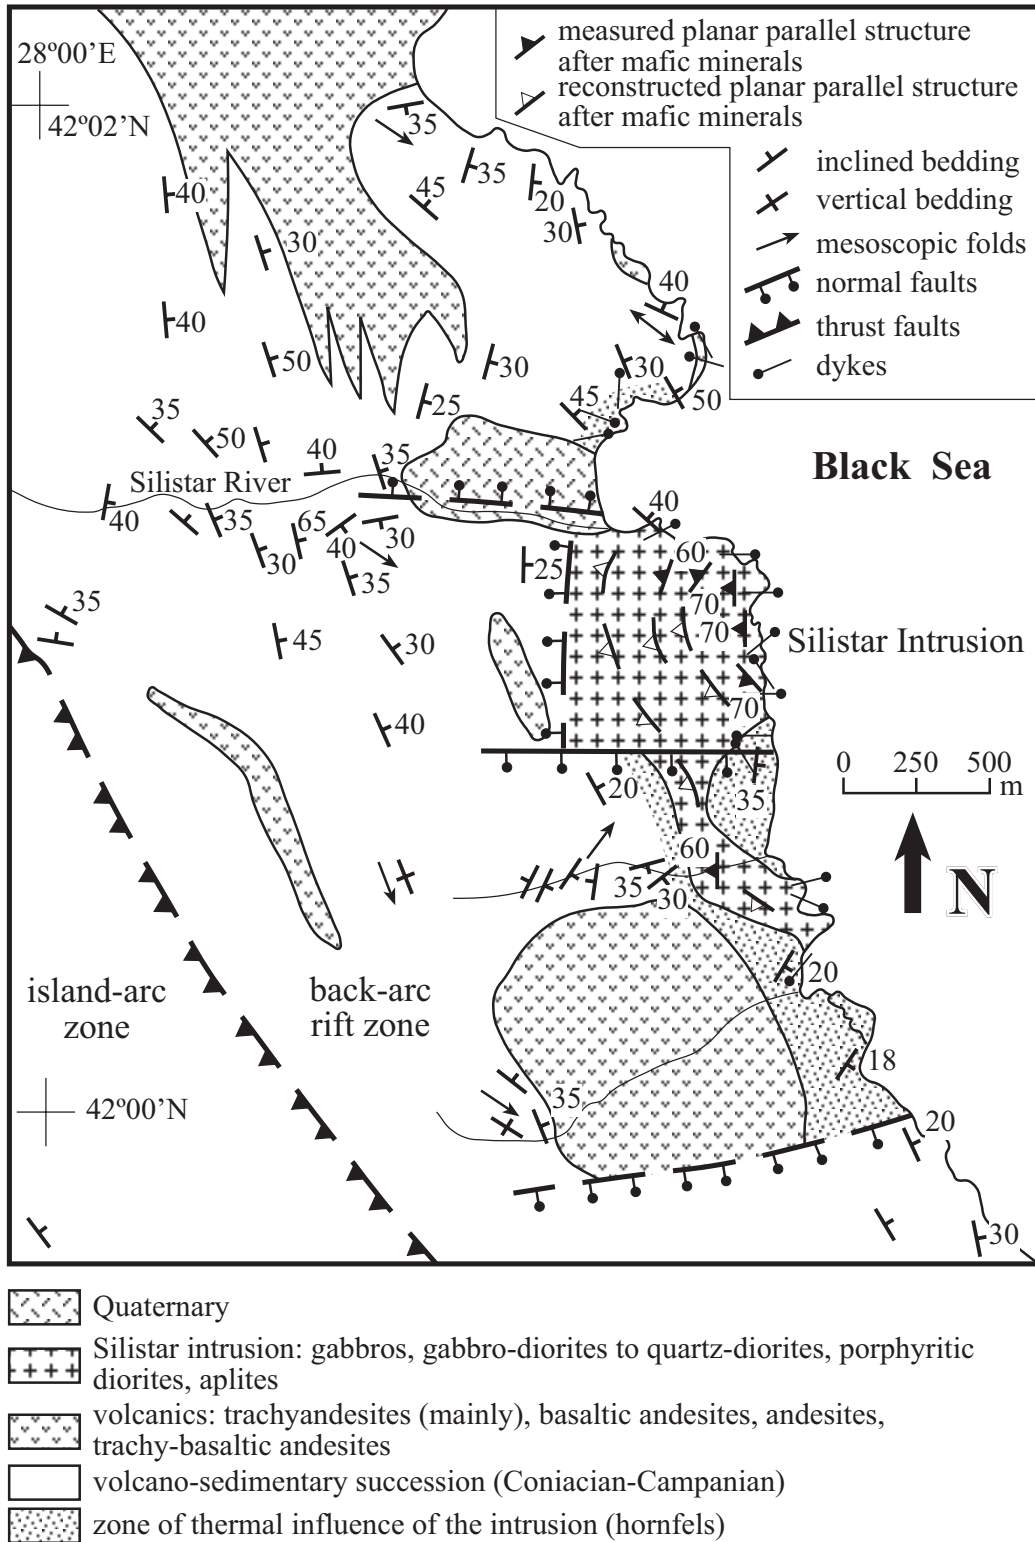 28º00’E
42º02’N
measured planar parallel structure
after mafic minerals
reconstructed planar parallel structure
after mafic minerals
inclined bedding
vertical bedding
mesoscopic folds
normal faults
thrust faults
dykes
35
35
45
20
30
40
30
40
40
50
30
30
50
25
45
35
50
40
35
Silistar River
Black Sea
40
35
65
40
30
40
30
35
25
60
70
70
35
45
30
Silistar Intrusion
70
40
0 250 500
m
20
35
60
35
30
N
20
island-arc
zone
back-arc
rift zone
18
42º00’N
35
20
30
Quaternary
Silistar intrusion: gabbros, gabbro-diorites to quartz-diorites, porphyritic
diorites, aplites
volcanics: trachyandesites (mainly), basaltic andesites, andesites,
trachy-basaltic andesites
volcano-sedimentary succession (Coniacian-Campanian)
zone of thermal influence of the intrusion (hornfels)